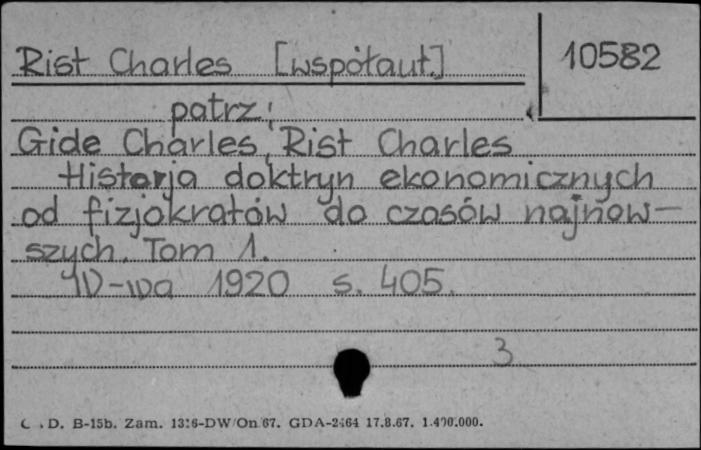 Rist Charles [współaut.] 10582
patrz:
Gide Charles, Rist Charles
Historja doktryn ekonomicznych
od fizjokratów do czasów najnow-
szych. Tom 1.
W-wa 1920 s. 405.
3
D. B-15b. Zam. 1316-DW/On/67. GDA-2464 17.8.67. 1.400.000.